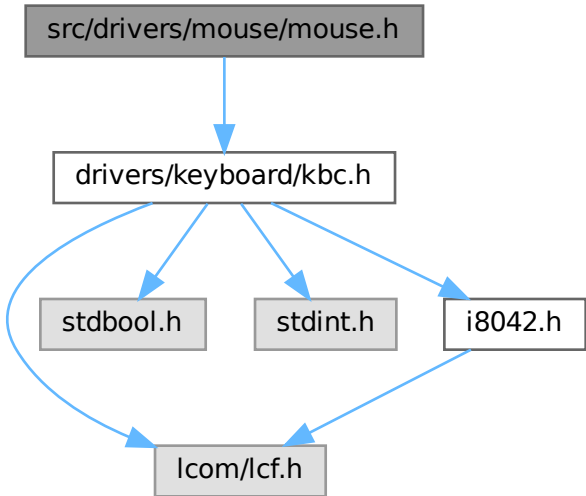 src/drivers/mouse/mouse.h
drivers/keyboard/kbc.h
stdbool.h
stdint.h
i8042.h
lcom/lcf.h